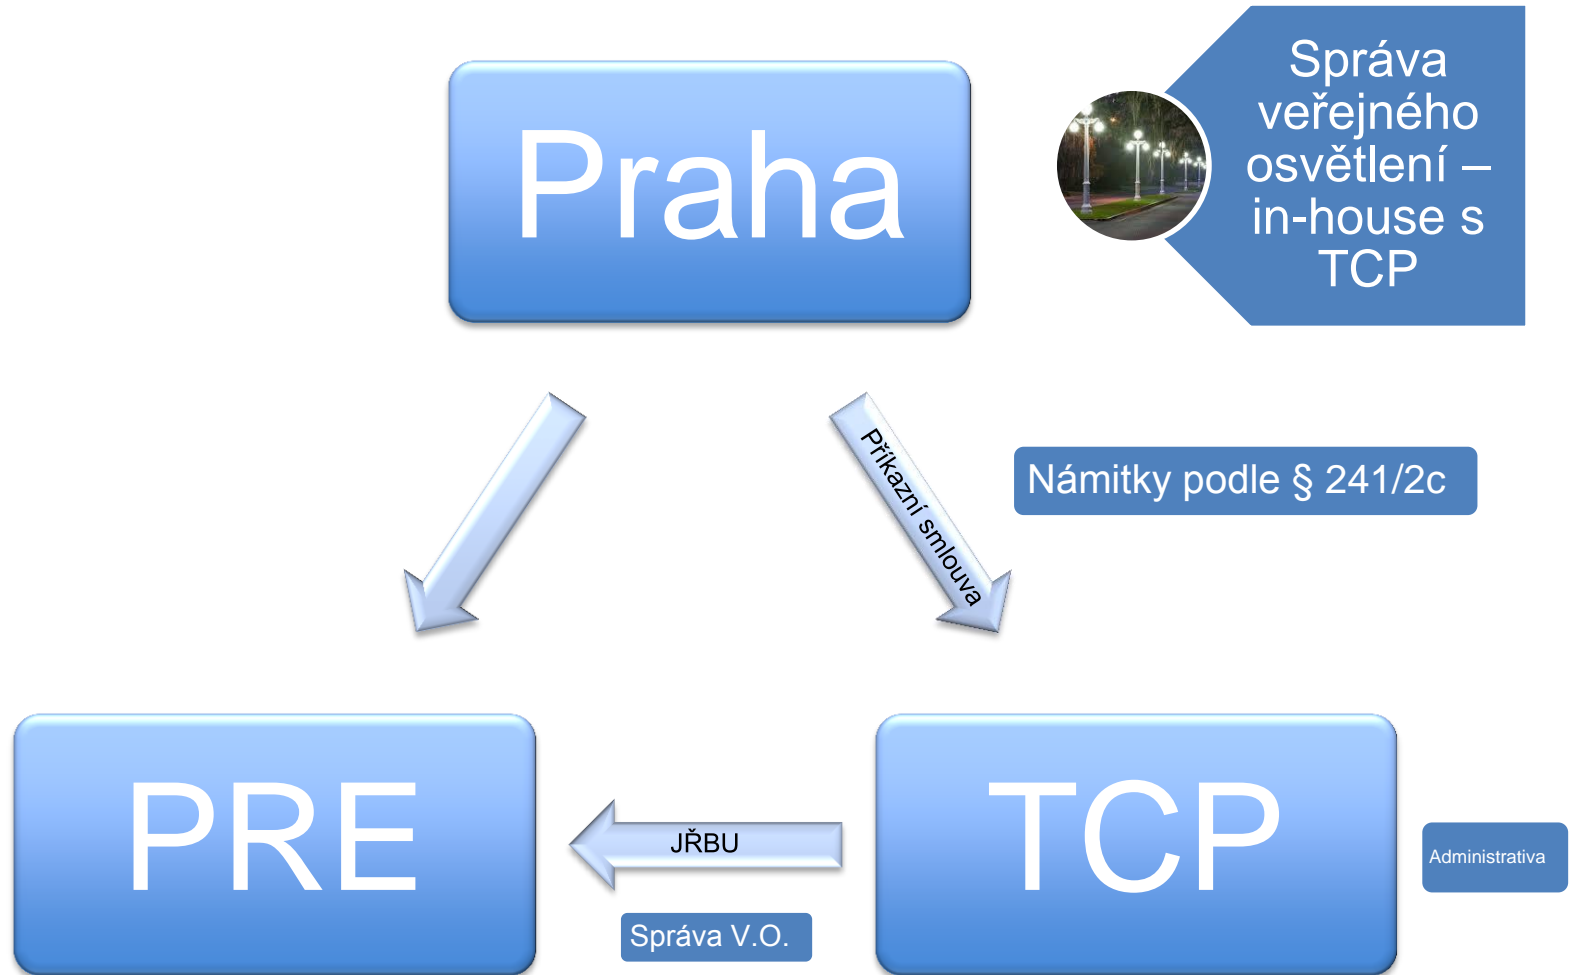 Praha
Správa
veřejného
osvětlení –
in-house s
TCP
Příkazní smlouva
Námitky podle § 241/2c
PRE
JŘBU
TCP
Administrativa
Správa V.O.